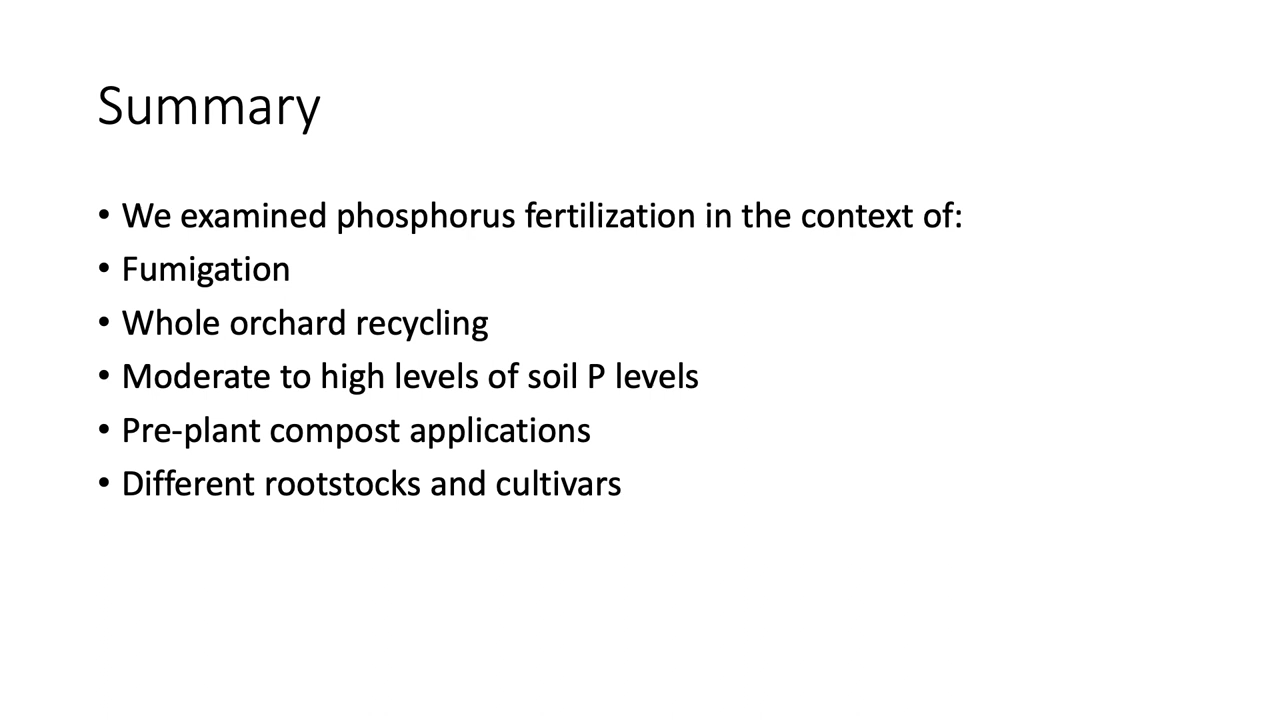 Summary
• We examined phosphorus fertilization in the context of:
• Fumigation
• Whole orchard recycling
• Moderate to high levels of soil P levels
• Pre-plant compost applications
• Different rootstocks and cultivars